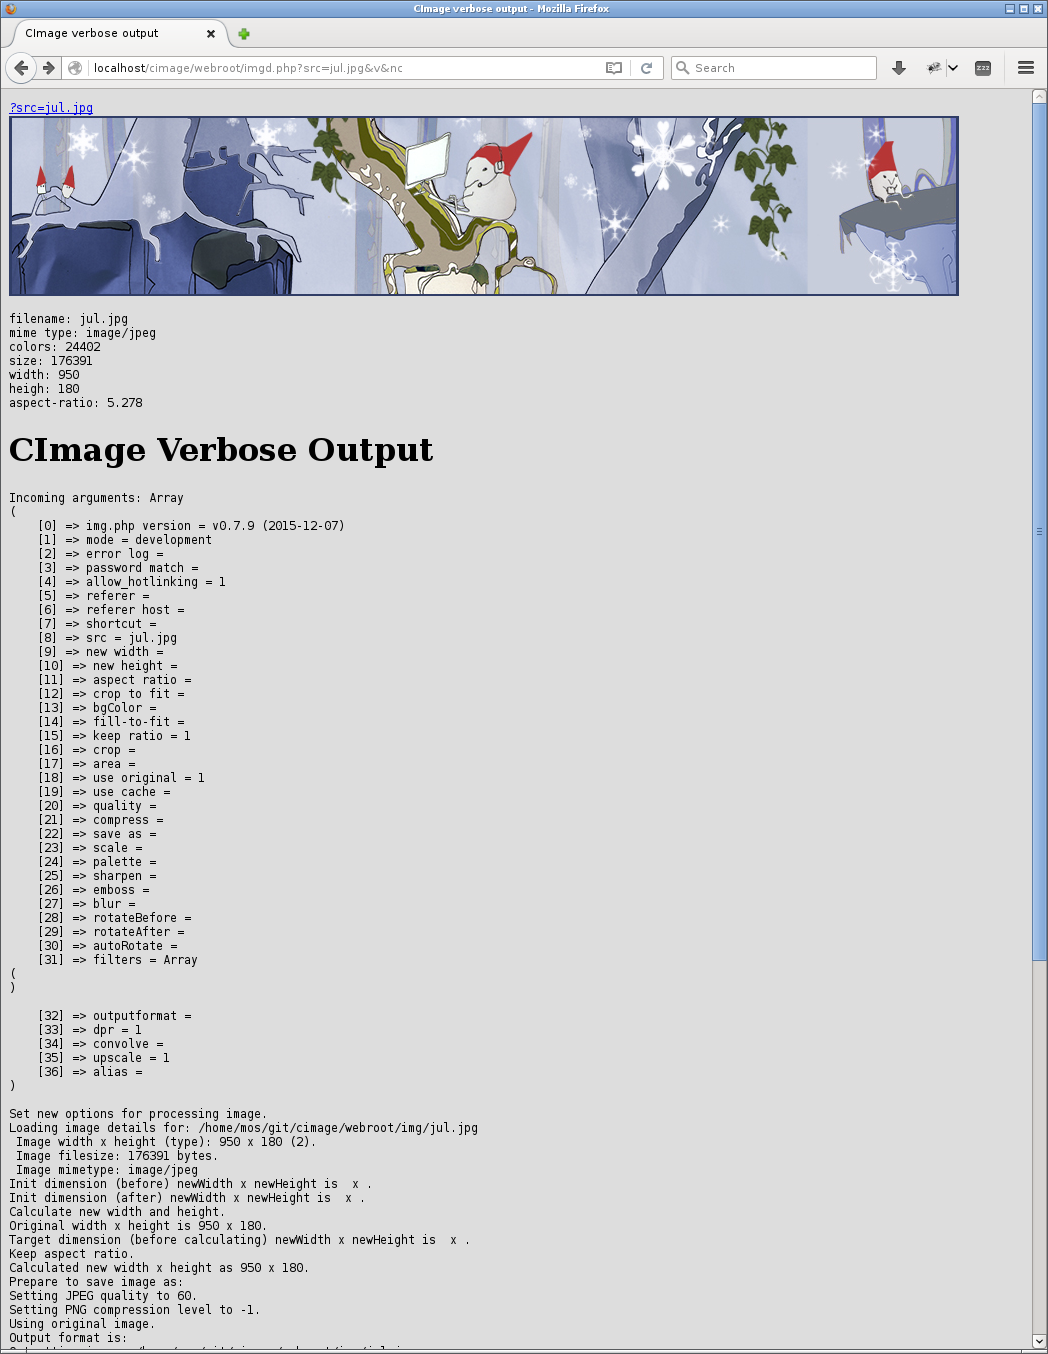 CImage verbose output - Mozilla Firefox
CImage verbose output
localhost/cimage/webroot/imgd.php?src=jul.jpg&v&nc
Search
zzz
?src=jul.jpg
filename: jul.jpg
mime type: image/jpeg
colors: 24402
size: 176391
width: 950
heigh: 180
aspect-ratio: 5.278
CImage Verbose Output
Incoming arguments: Array
(
[0] => img.php version = v0.7.9 (2015-12-07)
[1] => mode = development
[2] => error log =
[3] => password match =
[4] => allow_hotlinking = 1
[5] => referer =
[6] => referer host =
[7] => shortcut =
[8] => src = jul.jpg
[9] => new width =
[10] => new height =
[11] => aspect ratio =
[12] => crop to fit =
[13] => bgColor =
[14] => fill-to-fit =
[15] => keep ratio = 1
[16] => crop =
[17] => area =
[18] => use original = 1
[19] => use cache =
[20] => quality =
[21] => compress =
[22] => save as =
[23] => scale =
[24] => palette =
[25] => sharpen =
[26] => emboss =
[27] => blur =
[28] => rotateBefore =
[29] => rotateAfter =
[30] => autoRotate =
[31] => filters = Array
(
)
[32] => outputformat =
[33] => dpr = 1
[34] => convolve =
[35] => upscale = 1
[36] => alias =
)
Set new options for processing image.
Loading image details for: /home/mos/git/cimage/webroot/img/jul.jpg
Image width x height (type): 950 x 180 (2).
Image filesize: 176391 bytes.
Image mimetype: image/jpeg
Init dimension (before) newWidth x newHeight is  x .
Init dimension (after) newWidth x newHeight is  x .
Calculate new width and height.
Original width x height is 950 x 180.
Target dimension (before calculating) newWidth x newHeight is  x .
Keep aspect ratio.
Calculated new width x height as 950 x 180.
Prepare to save image as:
Setting JPEG quality to 60.
Setting PNG compression level to -1.
Using original image.
Output format is: